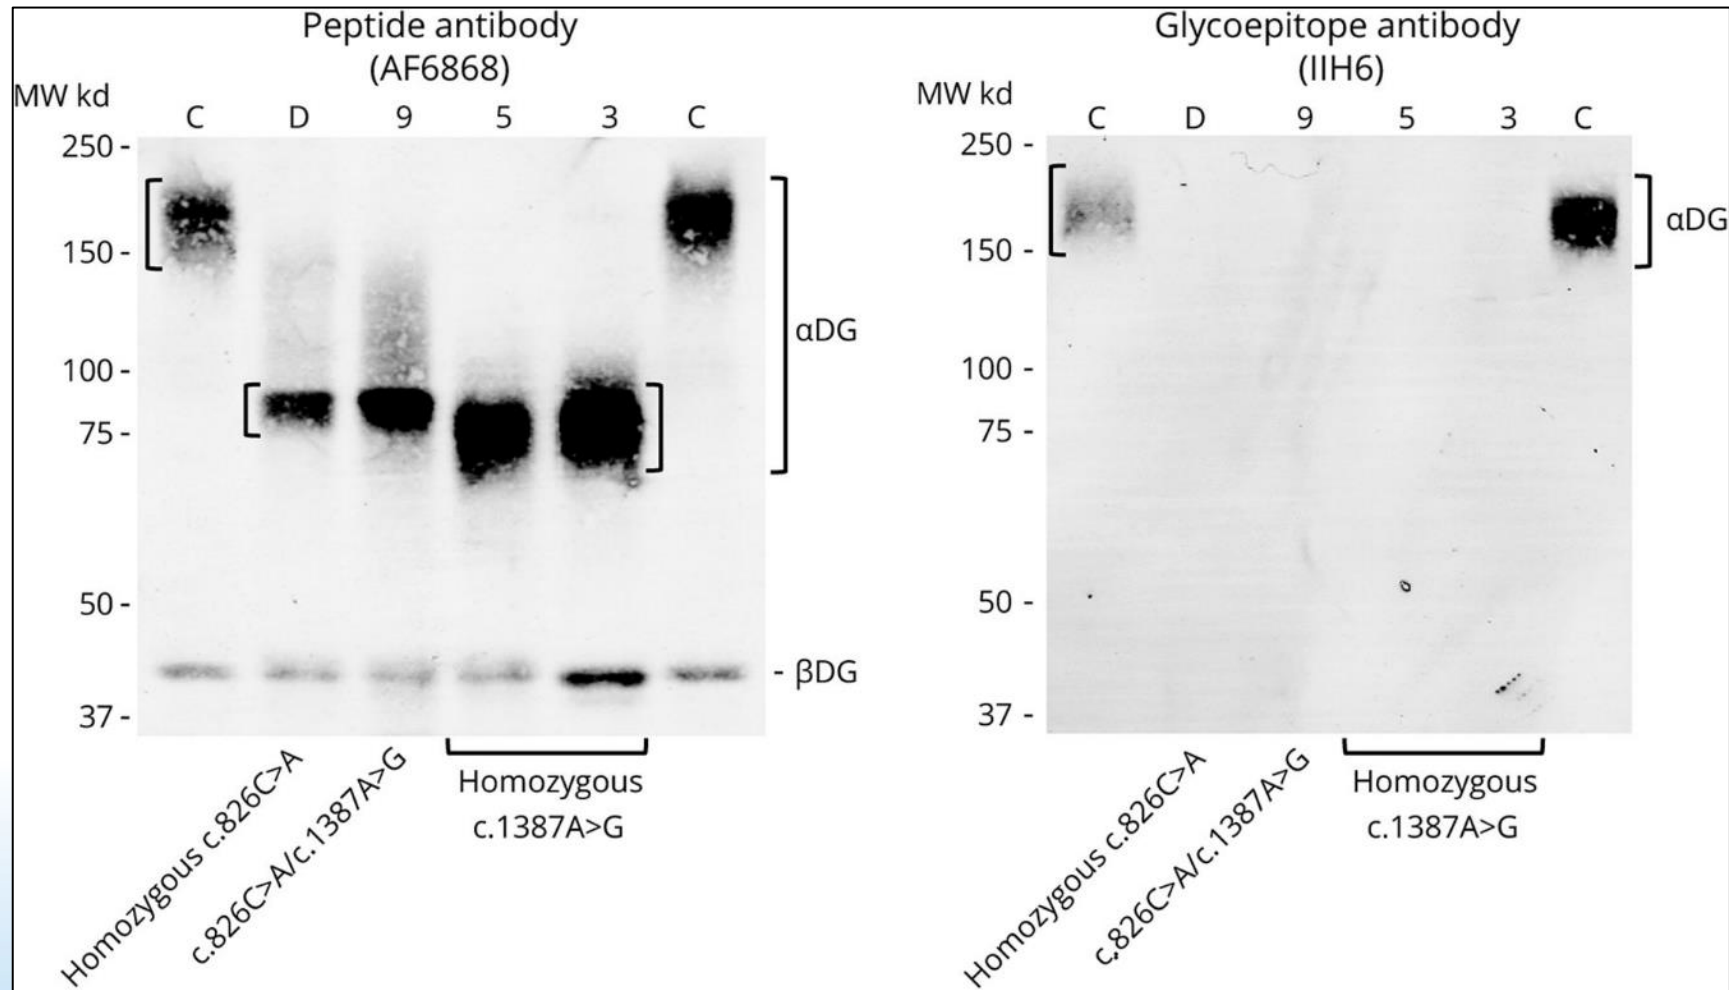 Peptide antibody
(AF6868)
MW kd
C D 9 5 3 C
250 -
150 -
100 -
75 -
50 -
37 -
αDG
- βDG
Homozygous c.826C>A
c.826C>A/c.1387A>G
Homozygous
c.1387A>G
Glycoepitope antibody
(IIH6)
MW kd
C D 9 5 3 C
250 -
150 -
100 -
75 -
50 -
37 -
αDG
Homozygous c.826C>A
c.826C>A/c.1387A>G
Homozygous
c.1387A>G